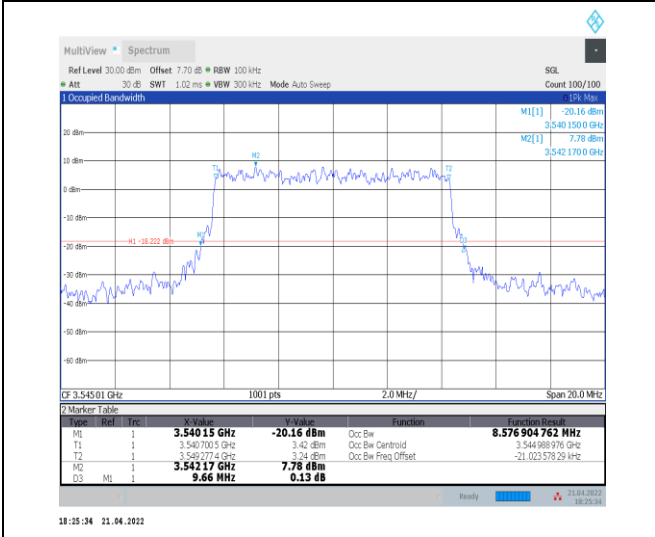 MultiView Spectrum
Ref Level 30.00 dBm Offset 7.70 dB RBW 100 kHz SGL
Att 30 dB SWT 1.02 ms VBW 300 kHz Mode Auto Sweep Count 100/100
1 Occupied Bandwidth 1Pk Max
M1[1] -20.16 dBm
3.540 150 0 GHz
M2[1] 7.78 dBm
3.542 170 0 GHz
20 dBm
M2
10 dBm
T1 T2
0 dBm
-10 dBm
M1
H1 -18.222 dBm
D3
-20 dBm
-30 dBm
-40 dBm
-50 dBm
-60 dBm
CF 3.545 01 GHz 1001 pts 2.0 MHz/ Span 20.0 MHz
2 Marker Table
Type Ref Trc X-Value Y-Value Function Function Result
M1 1 3.540 15 GHz -20.16 dBm Occ Bw 8.576 904 762 MHz
T1 1 3.540 700 5 GHz 3.42 dBm Occ Bw Centroid 3.544 988 976 GHz
T2 1 3.549 277 4 GHz 3.24 dBm Occ Bw Freq Offset -21.023 578 29 kHz
M2 1 3.542 17 GHz 7.78 dBm
D3 M1 1 9.66 MHz 0.13 dB
Ready 21.04.2022
18:25:34
18:25:34 21.04.2022